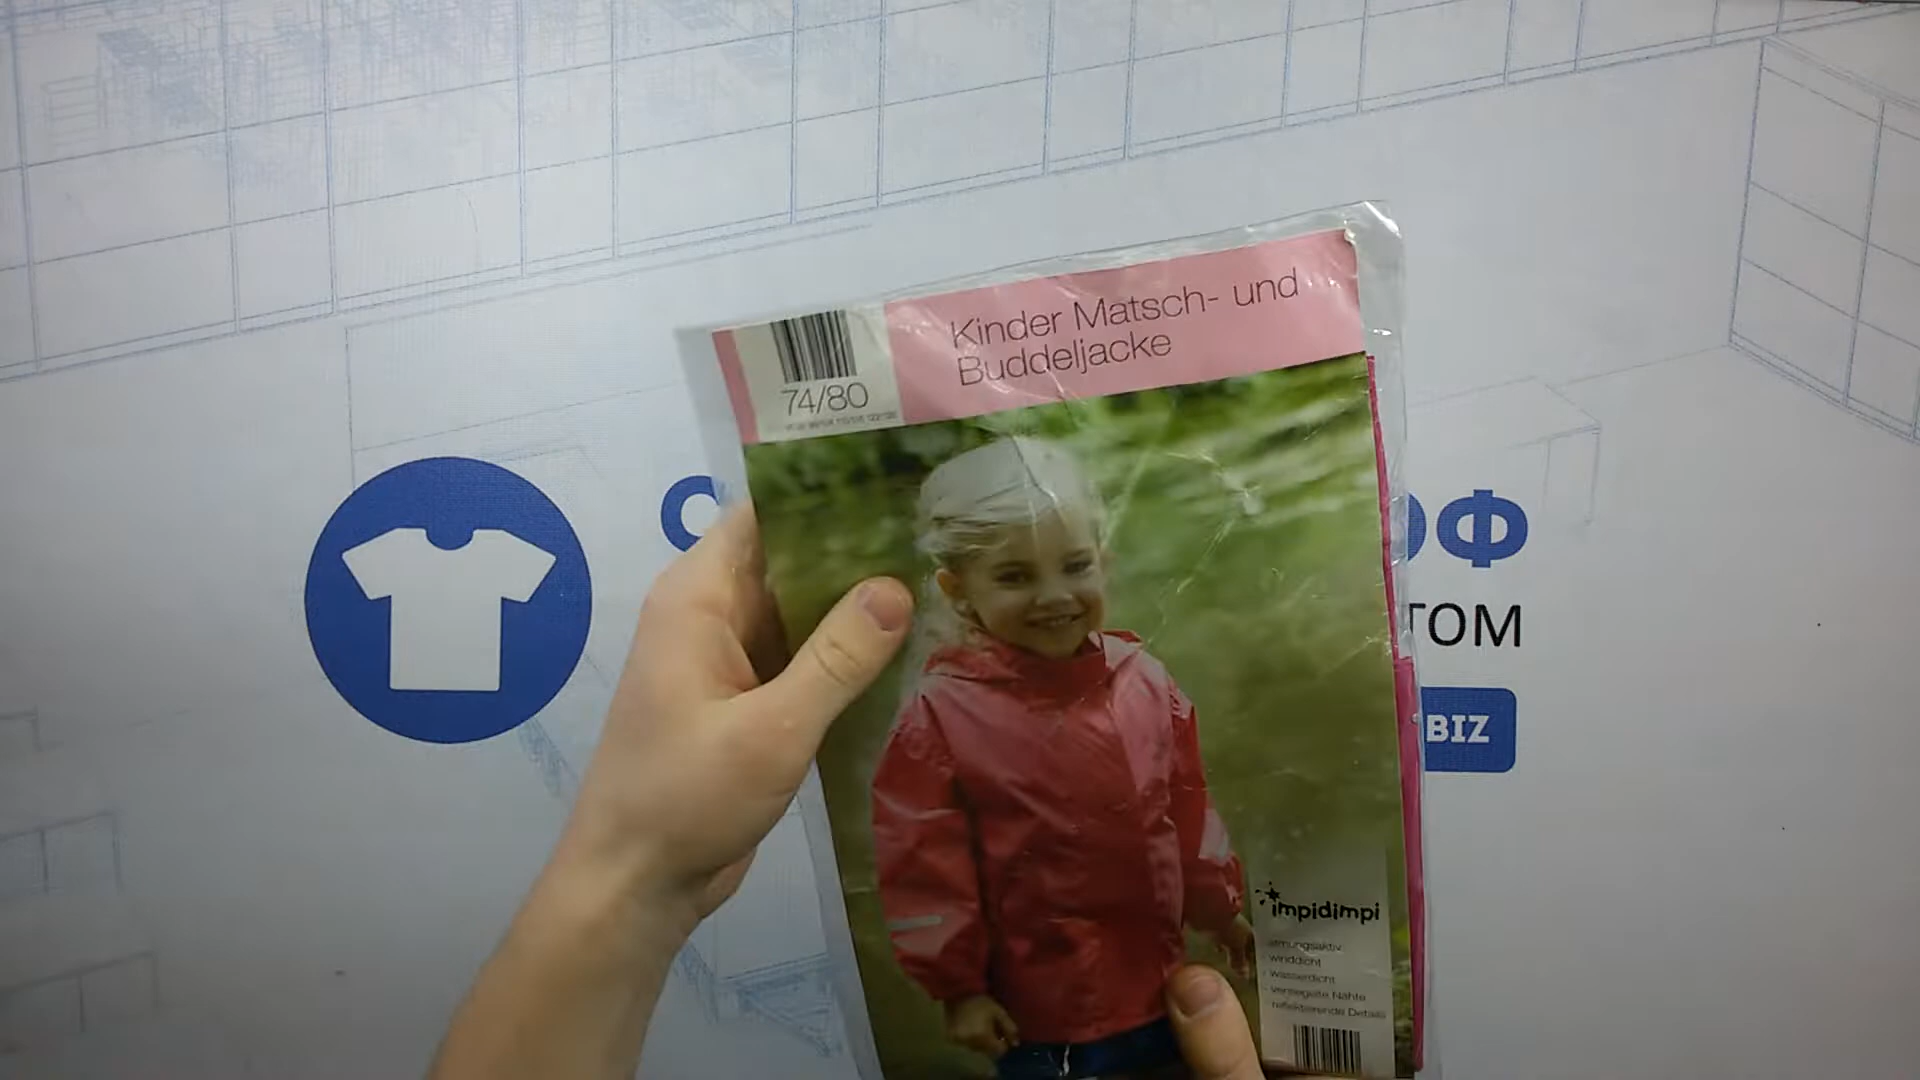 Kinder Matsch- und
Buddeljacke
74/80
ОФ
ТОМ
BIZ
impidimpi
atmungsaktiv
- winddicht
- wasserdicht
- versiegelte Nähte
reflektierende Details